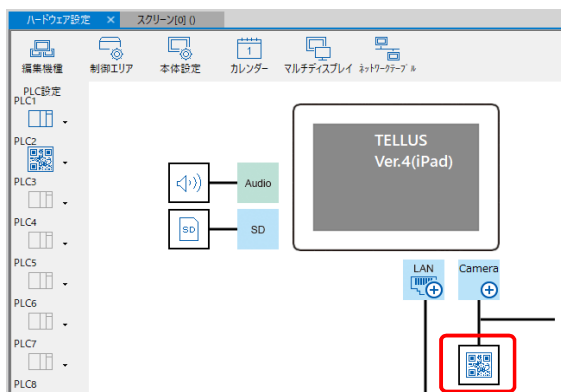 ハードウェア設定 ×
スクリーン[0] ()
編集機種
制御エリア
本体設定
1
カレンダー
マルチディスプレイ
ネットワークテーブル
PLC設定
PLC1
PLC2
PLC3
PLC4
PLC5
PLC6
PLC7
PLC8
TELLUS
Ver.4(iPad)
Audio
SD
SD
LAN
Camera